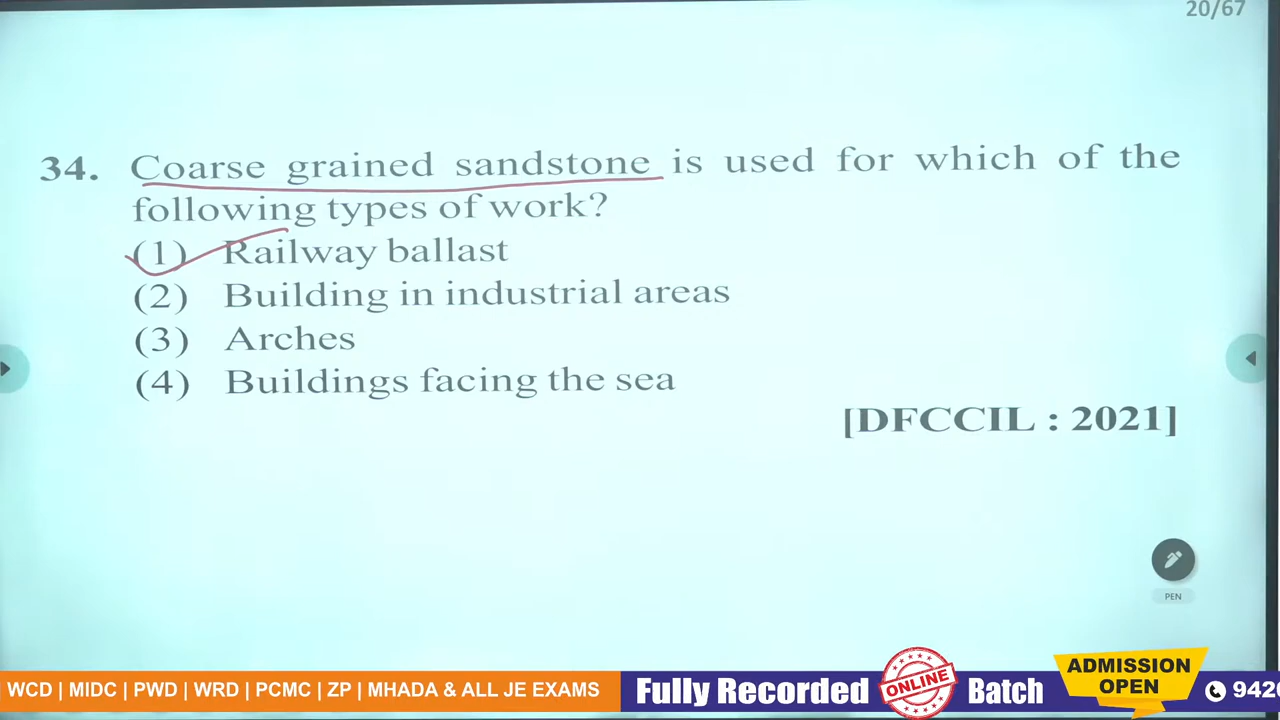 20/67
34. Coarse grained sandstone is used for which of the
following types of work?
(1) Railway ballast
(2) Building in industrial areas
(3) Arches
(4) Buildings facing the sea
[DFCCIL : 2021]
PEN
WCD | MIDC | PWD | WRD | PCMC | ZP | MHADA & ALL JE EXAMS
Fully Recorded ONLINE Batch
ADMISSION
OPEN
9420